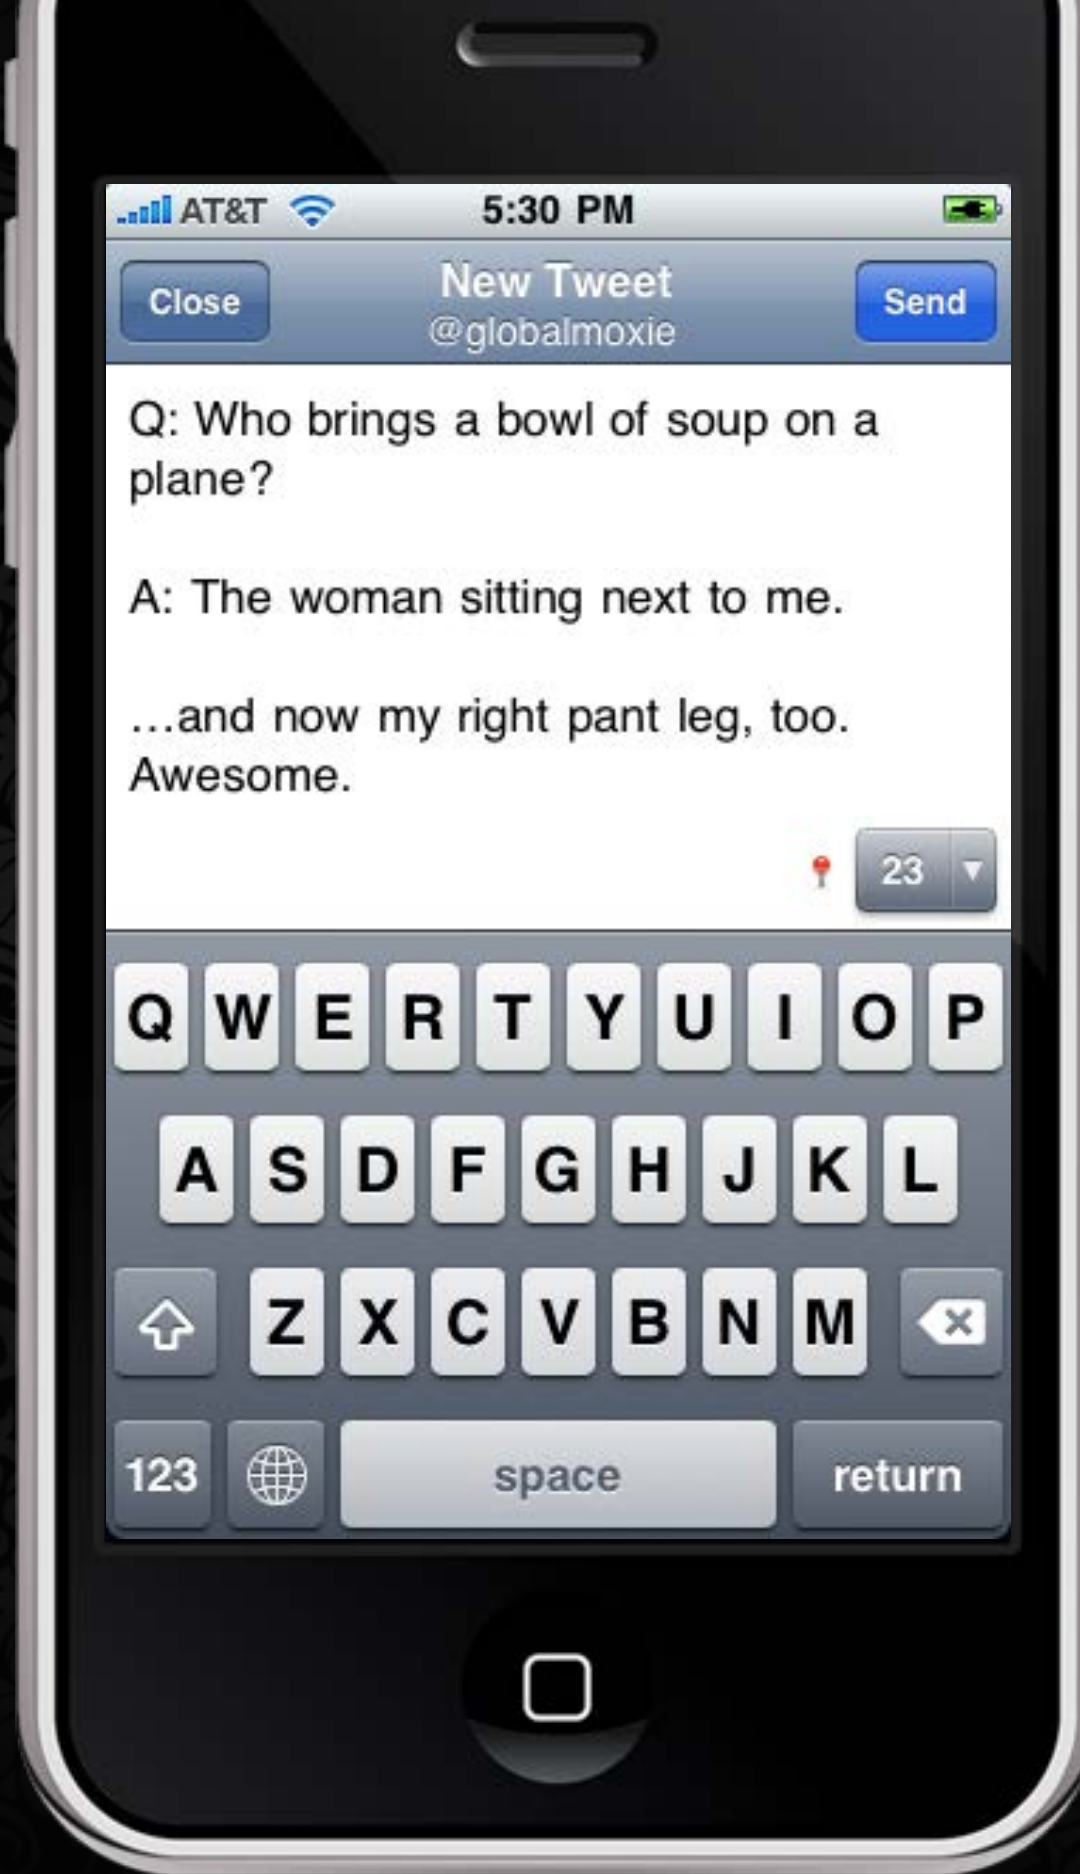 AT&T 5:30 PM
Close New Tweet Send
@globalmoxie
Q: Who brings a bowl of soup on a
plane?
A: The woman sitting next to me.
…and now my right pant leg, too.
Awesome.
23
Q W E R T Y U I O P
A S D F G H J K L
Z X C V B N M
123 space return